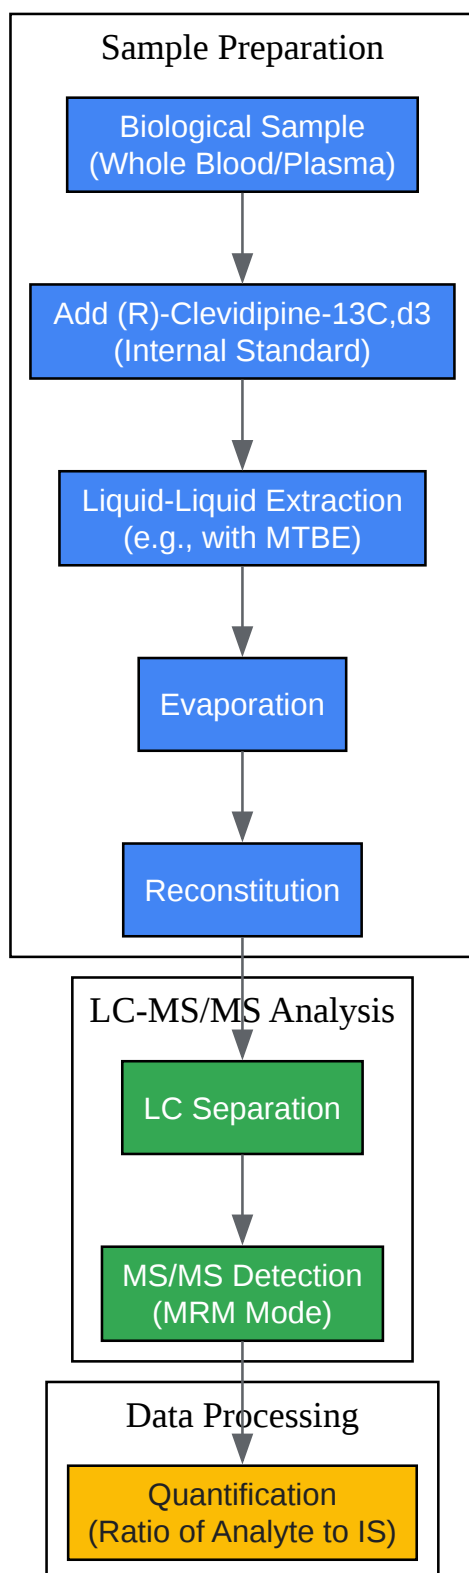 Sample Preparation
Biological Sample
(Whole Blood/Plasma)
Add (R)-Clevidipine-13C,d3
(Internal Standard)
Liquid-Liquid Extraction
(e.g., with MTBE)
Evaporation
Reconstitution
LC-MS/MS Analysis
LC Separation
MS/MS Detection
(MRM Mode)
Data Processing
Quantification
(Ratio of Analyte to IS)